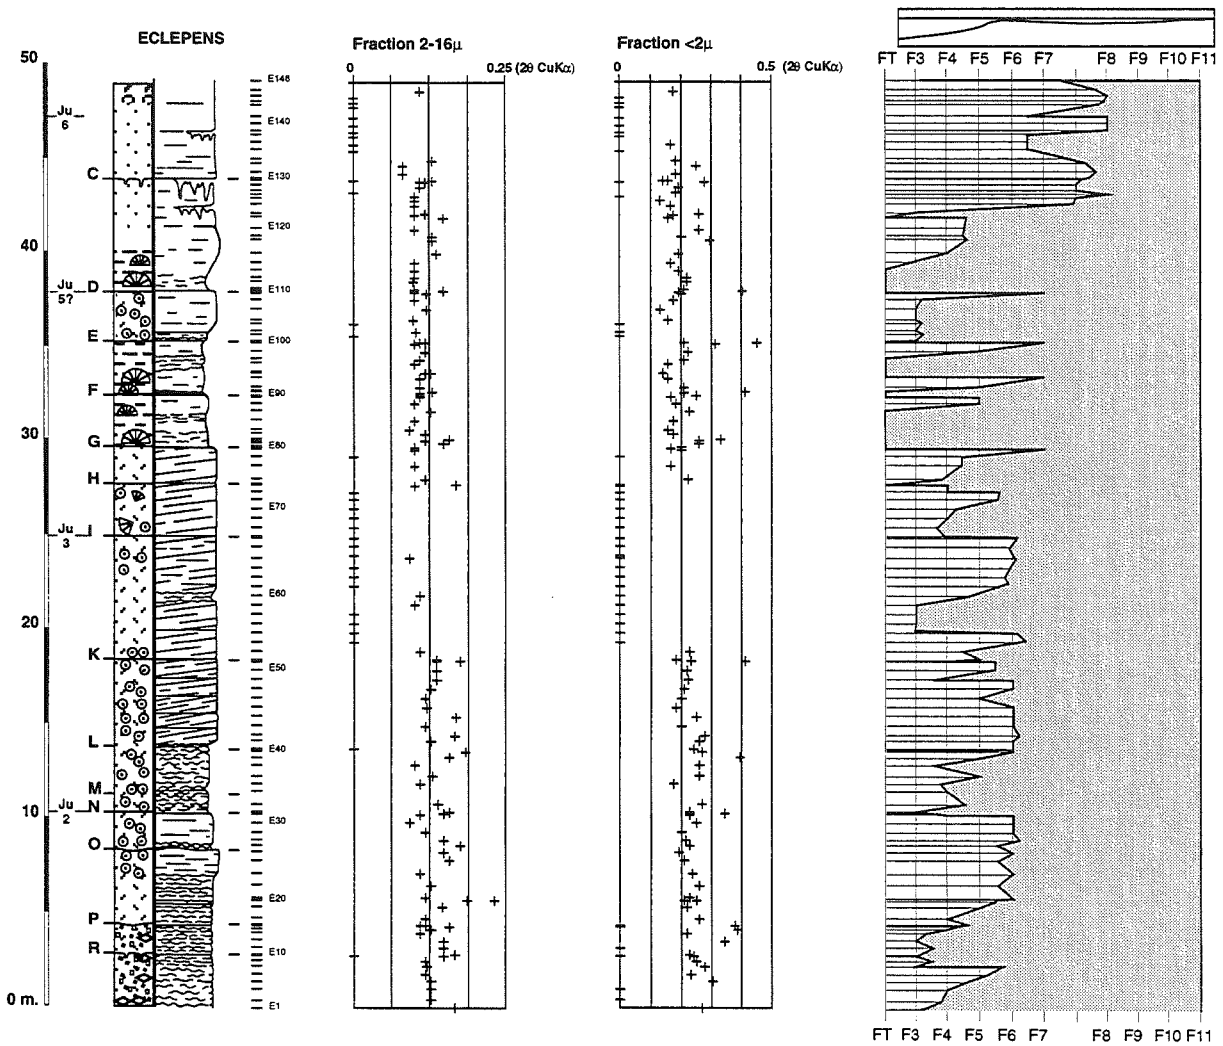 ECLEPENS
Fraction 2-16µ
Fraction <2µ
0
0.25 (2θ CuKα)
0
0.5 (2θ CuKα)
FT F3 F4 F5 F6 F7 F8 F9 F10 F11
50
E146
Ju
6
E140
C
E130
E120
40
Ju
5?
D
E110
E
E100
F
E90
30
G
E80
H
E70
Ju
3
I
E60
20
K
E50
L
E40
M
10
Ju
2
N
E30
O
E20
P
R
E10
0 m.
E1
FT F3 F4 F5 F6 F7 F8 F9 F10 F11